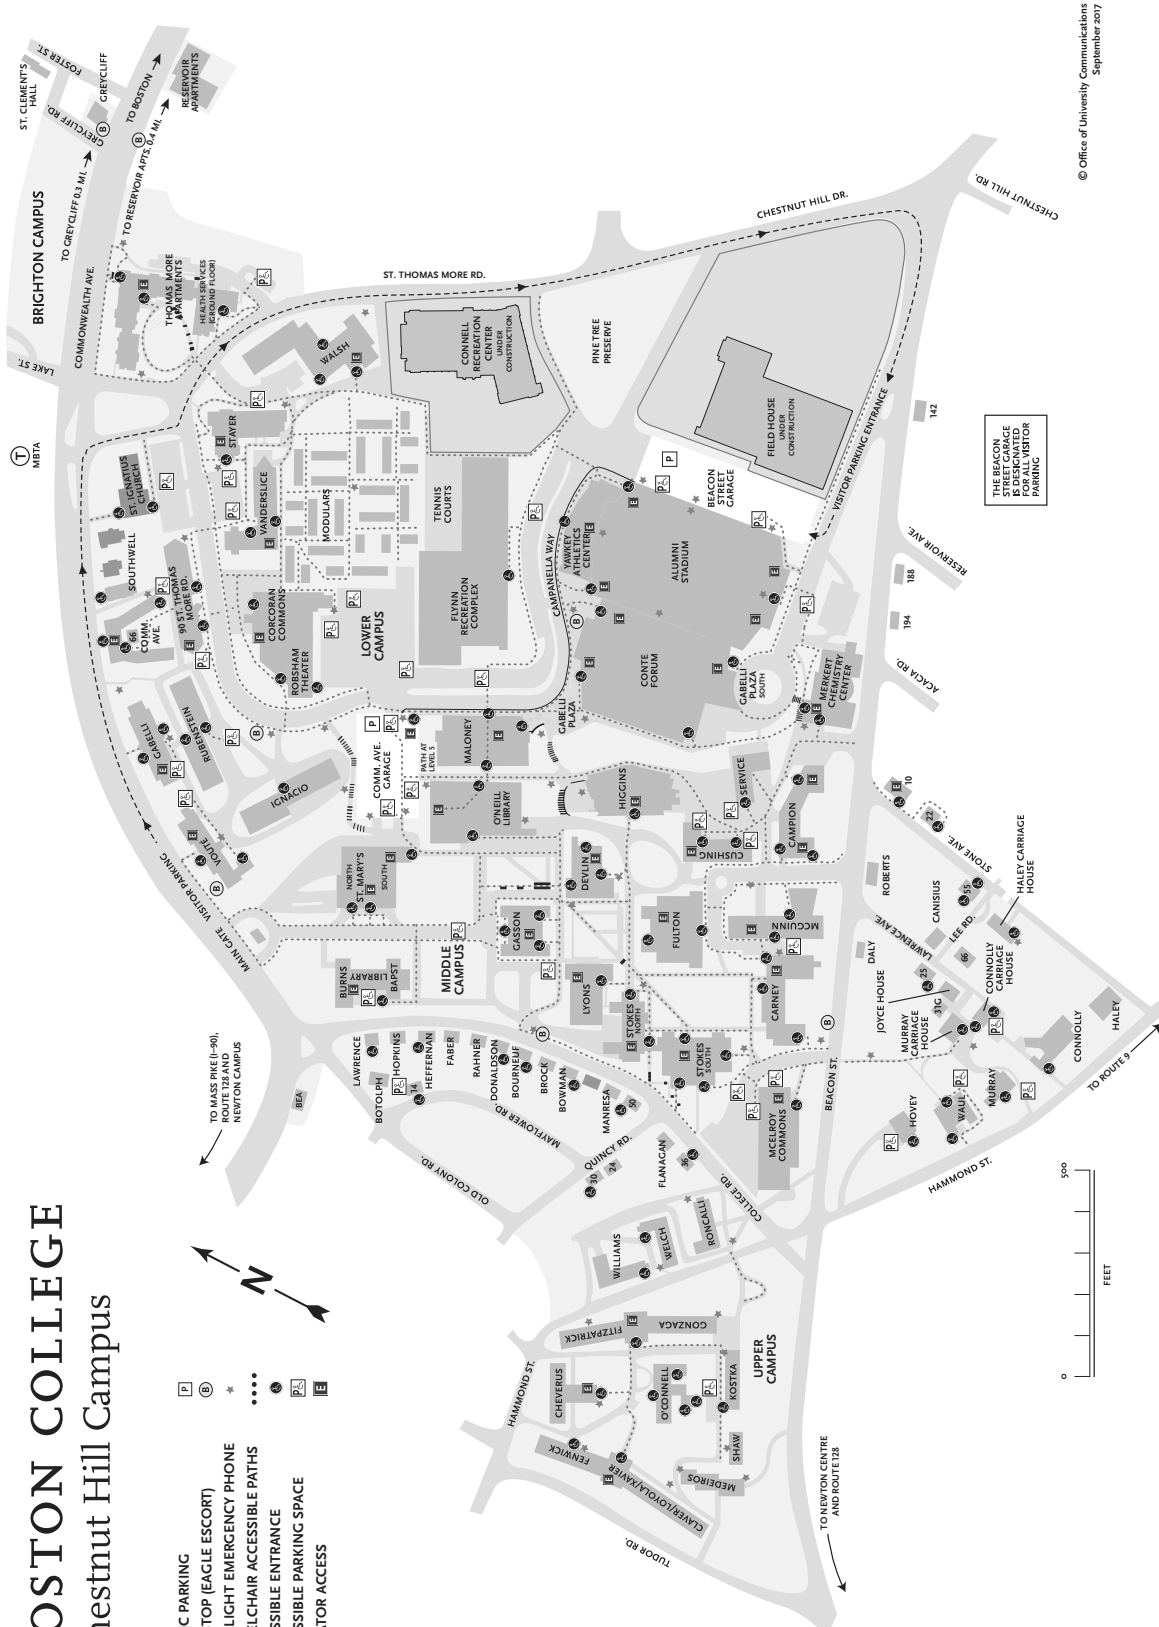 OSTON COLLEGE
hestnut Hill Campus
C PARKING
TOP (EAGLE ESCORT)
LIGHT EMERGENCY PHONE
LCHAIR ACCESSIBLE PATHS
SSIBLE ENTRANCE
SSIBLE PARKING SPACE
TOR ACCESS
P
B
E
N
TO MASS PIKE (I–90),
ROUTE 128 AND
NEWTON CAMPUS
BEA
MAIN GATE
VISITOR PARKING
T
MBTA
LAKE ST.
COMMONWEALTH AVE.
BRIGHTON CAMPUS
TO GREYCLIFF 0.3 MI.
TO RESERVOIR APTS. 0.4 MI.
TO BOSTON
GREYCLIFF RD.
FOSTER ST.
ST. CLEMENT'S
HALL
GREYCLIFF
RESERVOIR
APARTMENTS
THOMAS MORE
APARTMENTS
HEALTH SERVICES
(GROUND FLOOR)
ST. THOMAS MORE RD.
WALSH
STAYER
VANDERSLICE
MODULARS
ST. IGNATIUS
CHURCH
SOUTHWELL
66
COMM.
AVE.
90 ST. THOMAS
MORE RD.
CORCORAN
COMMONS
ROBSHAM
THEATER
LOWER
CAMPUS
GABELLI
RUBENSTEIN
IGNACIO
VOUTE
COMM. AVE.
GARAGE
PATH AT
LEVEL 5
MALONEY
O'NEILL
LIBRARY
FLYNN
RECREATION
COMPLEX
TENNIS
COURTS
CONNELL
RECREATION
CENTER
UNDER
CONSTRUCTION
PINE TREE
PRESERVE
CHESTNUT HILL DR.
CHESTNUT HILL RD.
FIELD HOUSE
UNDER
CONSTRUCTION
VISITOR PARKING ENTRANCE
142
BEACON
STREET
GARAGE
THE BEACON
STREET GARAGE
IS DESIGNATED
FOR ALL VISITOR
PARKING
CAMPANELLA WAY
YAWKEY
ATHLETICS
CENTER
ALUMNI
STADIUM
CONTE
FORUM
GABELLI
PLAZA
GABELLI
PLAZA
SOUTH
MERKERT
CHEMISTRY
CENTER
RESERVOIR AVE.
188
194
ACACIA RD.
NORTH
ST. MARY'S
SOUTH
BURNS
LIBRARY
BAPST
MIDDLE
CAMPUS
GASSON
DEVLIN
HIGGINS
LYONS
FULTON
CUSHING
SERVICE
CAMPION
MCGUINN
CARNEY
STOKES
NORTH
STOKES
SOUTH
MCELROY
COMMONS
LAWRENCE
BOTOLPH
HOPKINS
14
HEFFERNAN
FABER
RAHNER
DONALDSON
BOURNEUF
BROCK
BOWMAN
MANRESA
50
MAYFLOWER RD.
OLD COLONY RD.
QUINCY RD.
30
24
FLANAGAN
36
COLLEGE RD.
BEACON ST.
ROBERTS
10
22
STONE AVE.
HALEY CARRIAGE
HOUSE
55
CANISIUS
LEE RD.
LAWRENCE AVE.
DALY
66
25
JOYCE HOUSE
31G
CONNOLLY
CARRIAGE
HOUSE
MURRAY
CARRIAGE
HOUSE
HALEY
CONNOLLY
MURRAY
WAUL
HOVEY
HAMMOND ST.
TO ROUTE 9
WILLIAMS
WELCH
RONCALLI
FITZPATRICK
GONZAGA
CHEVERUS
O'CONNELL
KOSTKA
UPPER
CAMPUS
SHAW
MEDEIROS
FENWICK
CLAVER/LOYOLA/XAVIER
HAMMOND ST.
TUDOR RD.
TO NEWTON CENTRE
AND ROUTE 128
0
500
FEET
© Office of University Communications
September 2017